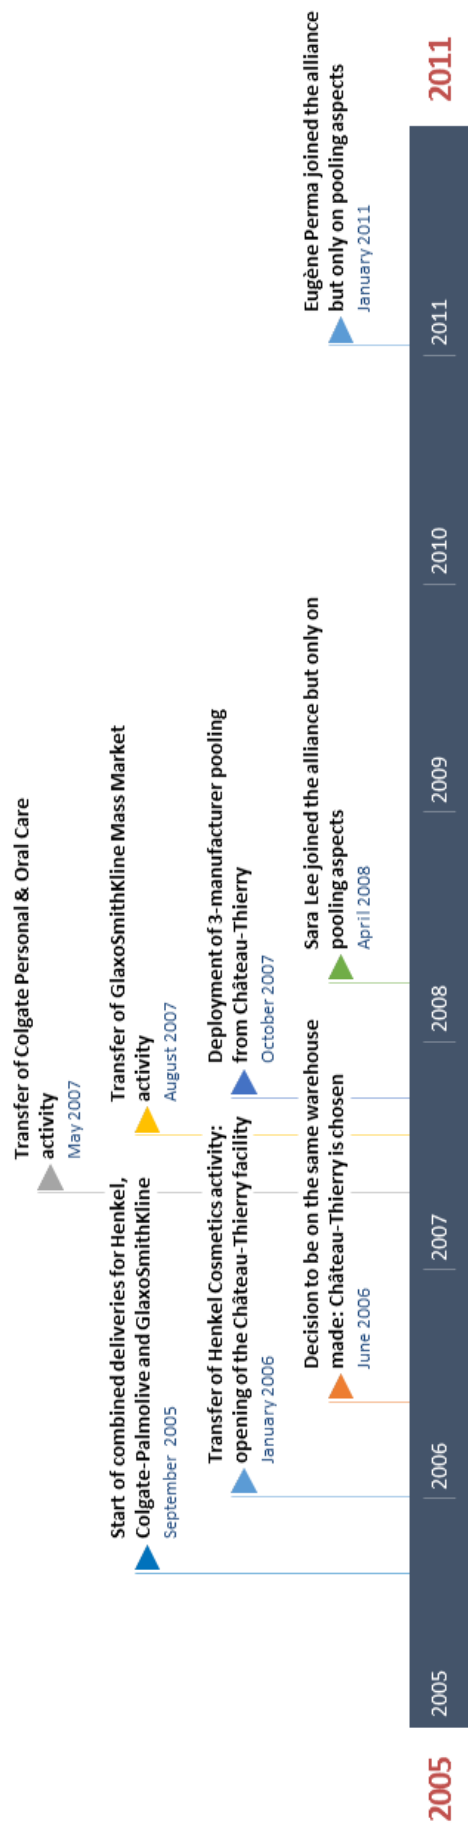 Transfer of Colgate Personal & Oral Care
activity
May 2007
Start of combined deliveries for Henkel,
Colgate-Palmolive and GlaxoSmithKline
September 2005
Transfer of GlaxoSmithKline Mass Market
activity
August 2007
Transfer of Henkel Cosmetics activity:
opening of the Château-Thierry facility
January 2006
Deployment of 3-manufacturer pooling
from Château-Thierry
October 2007
Decision to be on the same warehouse
made: Château-Thierry is chosen
June 2006
Sara Lee joined the alliance but only on
pooling aspects
April 2008
Eugène Perma joined the alliance
but only on pooling aspects
January 2011
2005
2005
2006
2007
2008
2009
2010
2011
2011